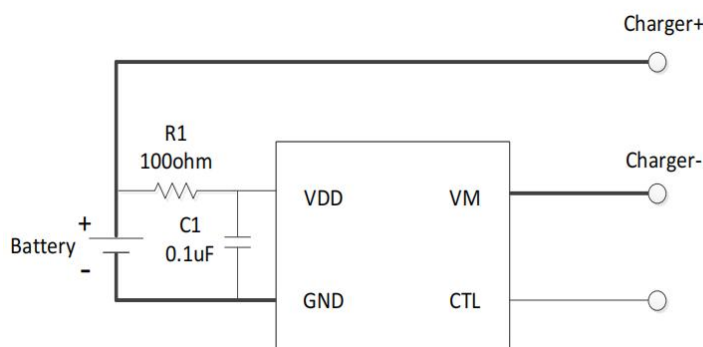 Charger+
R1
100ohm
Charger-
VDD
VM
+
C1
Battery
0.1uF
-
GND
CTL